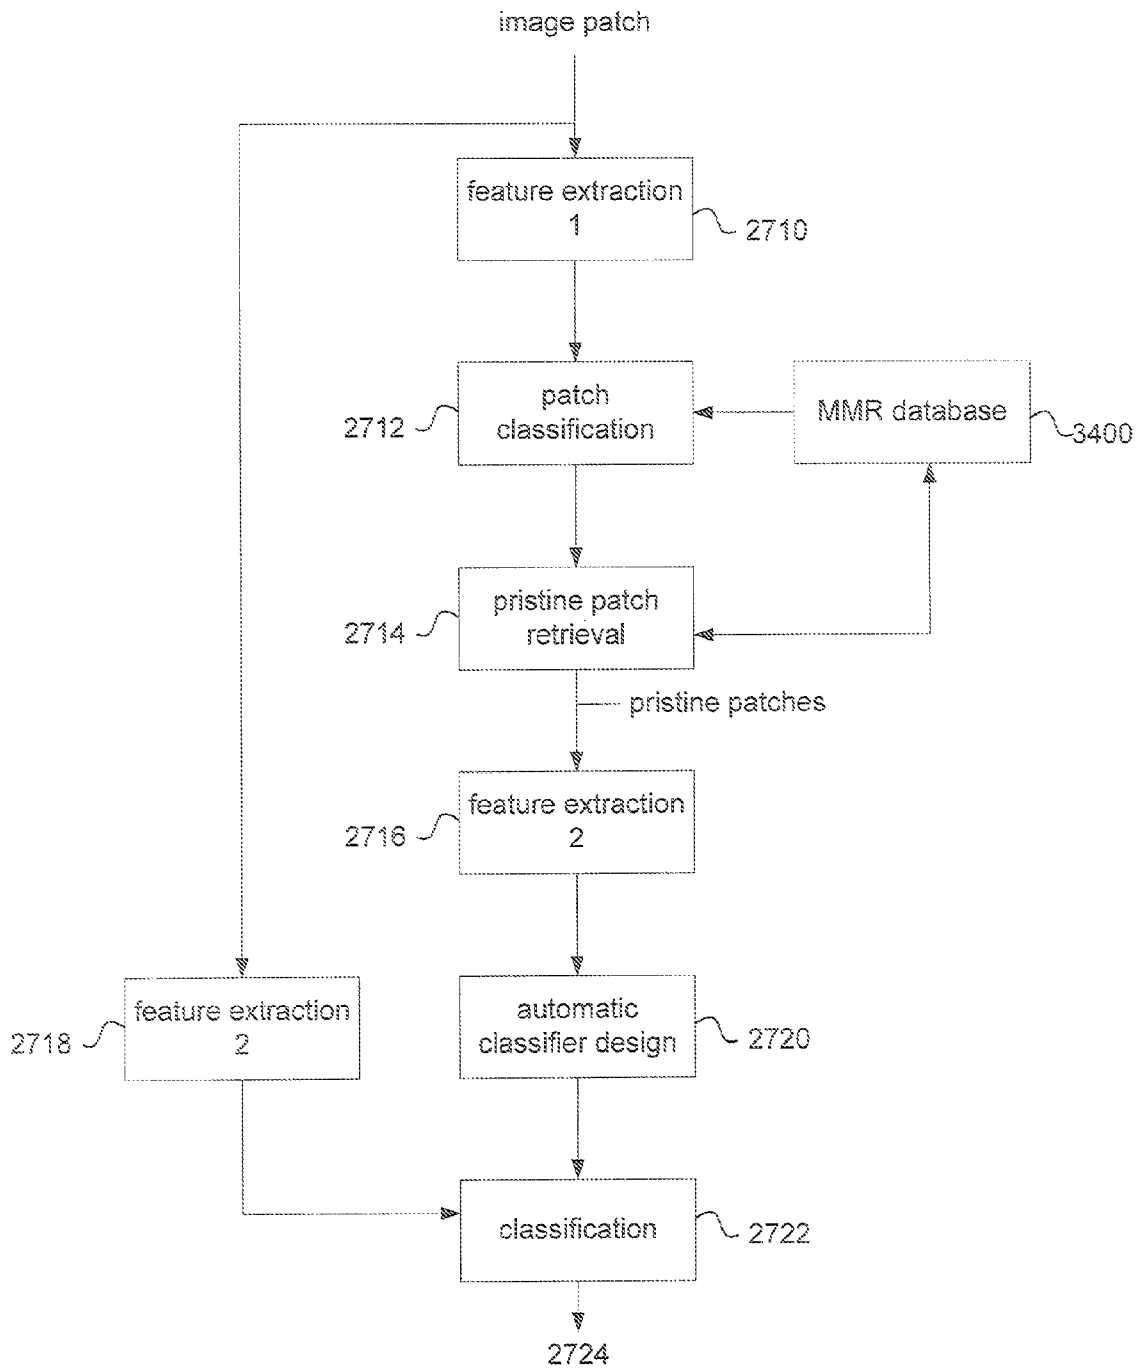 image patch
feature extraction
1
2710
patch
classification
2712
MMR database
3400
pristine patch
retrieval
2714
pristine patches
feature extraction
2
2716
feature extraction
2
2718
automatic
classifier design
2720
classification
2722
2724